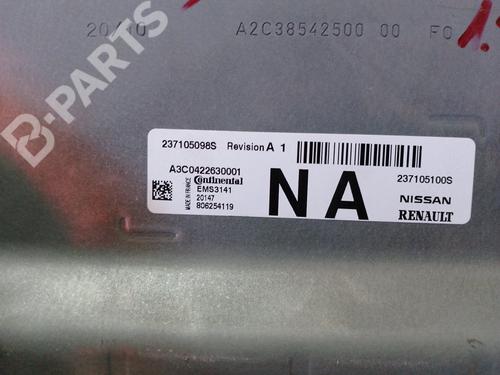 20/10 A2C38542500 00 F0
B-PARTS
237105098S Revision A 1
A3C0422630001
Continental
EMS3141
MADE IN FRANCE
20147
806254119
NA
237105100S
NISSAN
RENAULT